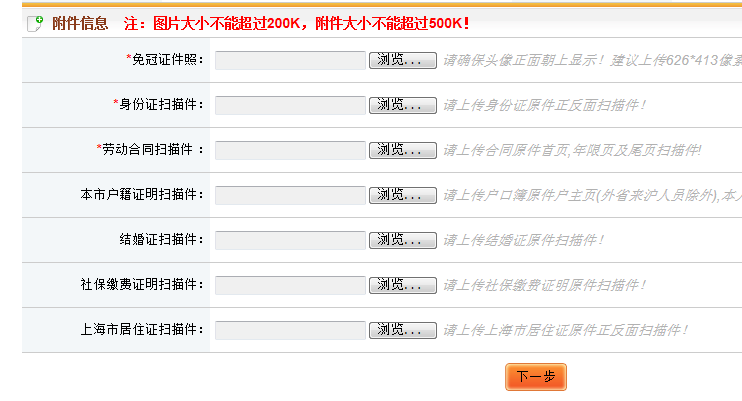 附件信息 注：图片大小不能超过200K，附件大小不能超过500K！
*免冠证件照： 浏览... 请确保头像正面朝上显示！建议上传626*413像素
*身份证扫描件： 浏览... 请上传身份证原件正反面扫描件！
*劳动合同扫描件 ： 浏览... 请上传合同原件首页,年限页及尾页扫描件!
本市户籍证明扫描件： 浏览... 请上传户口簿原件户主页(外省来沪人员除外),本人
结婚证扫描件： 浏览... 请上传结婚证原件扫描件！
社保缴费证明扫描件： 浏览... 请上传社保缴费证明原件扫描件！
上海市居住证扫描件： 浏览... 请上传上海市居住证原件正反面扫描件！
下一步